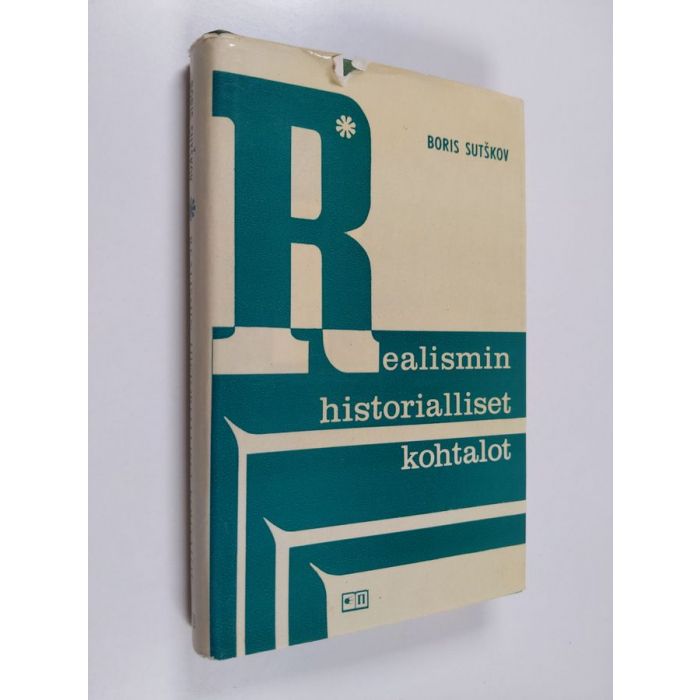 BORIS SUTŠKOV
Realismin
historialliset
kohtalot